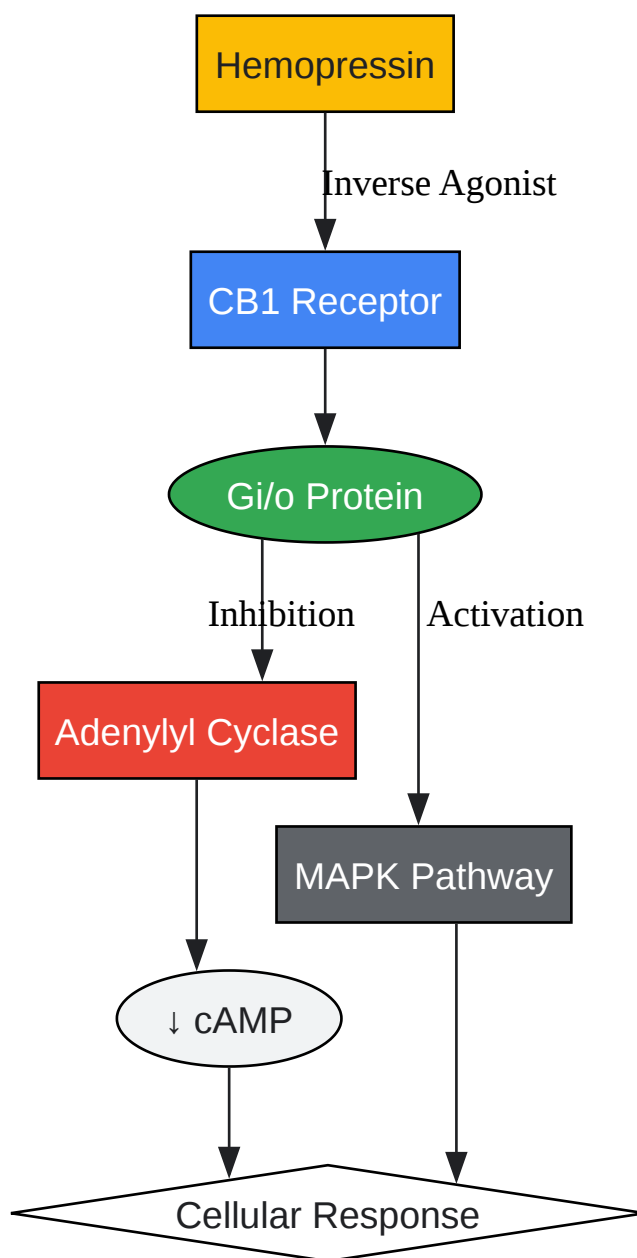 Hemopressin
Inverse Agonist
CB1 Receptor
Gi/o Protein
Inhibition
Activation
Adenylyl Cyclase
MAPK Pathway
↓ cAMP
Cellular Response